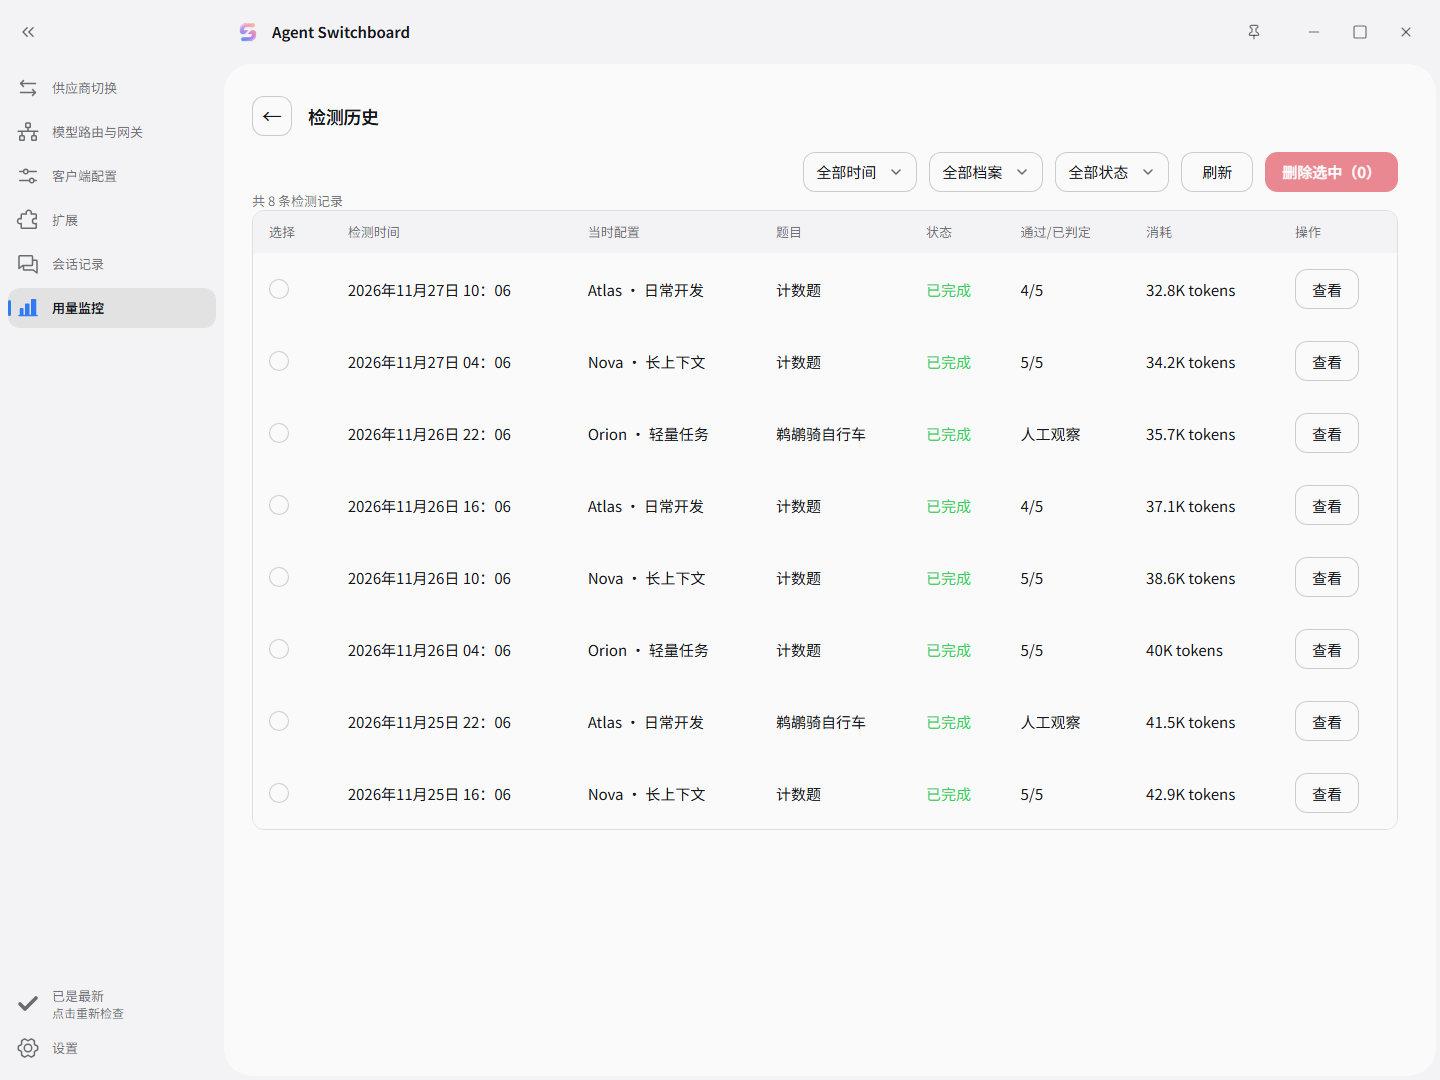 Agent Switchboard
供应商切换
模型路由与网关
客户端配置
扩展
会话记录
用量监控
已是最新
点击重新检查
设置
检测历史
全部时间 全部档案 全部状态 刷新 删除选中（0）
共 8 条检测记录
选择 检测时间 当时配置 题目 状态 通过/已判定 消耗 操作
2026年11月27日 10：06 Atlas · 日常开发 计数题 已完成 4/5 32.8K tokens 查看
2026年11月27日 04：06 Nova · 长上下文 计数题 已完成 5/5 34.2K tokens 查看
2026年11月26日 22：06 Orion · 轻量任务 鹈鹕骑自行车 已完成 人工观察 35.7K tokens 查看
2026年11月26日 16：06 Atlas · 日常开发 计数题 已完成 4/5 37.1K tokens 查看
2026年11月26日 10：06 Nova · 长上下文 计数题 已完成 5/5 38.6K tokens 查看
2026年11月26日 04：06 Orion · 轻量任务 计数题 已完成 5/5 40K tokens 查看
2026年11月25日 22：06 Atlas · 日常开发 鹈鹕骑自行车 已完成 人工观察 41.5K tokens 查看
2026年11月25日 16：06 Nova · 长上下文 计数题 已完成 5/5 42.9K tokens 查看